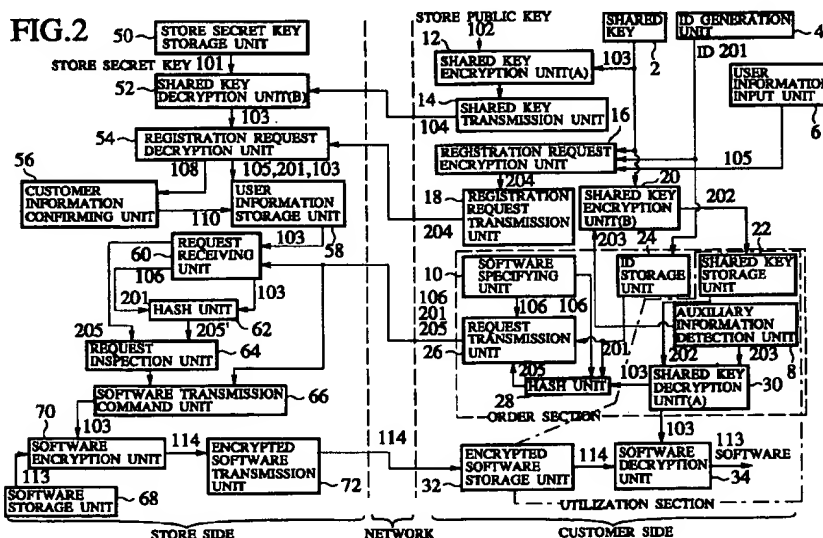 FIG.2
50
STORE SECRET KEY
STORAGE UNIT
STORE SECRET KEY
101
52
SHARED KEY
DECRYPTION UNIT(B)
103
54
REGISTRATION REQUEST
DECRYPTION UNIT
108
105,201,103
56
CUSTOMER
INFORMATION
CONFIRMING UNIT
110
USER
INFORMATION
STORAGE UNIT
58
103
60
REQUEST
RECEIVING
UNIT
106
201
103
HASH UNIT
62
205
205'
REQUEST
INSPECTION UNIT
64
SOFTWARE TRANSMISSION
COMMAND UNIT
66
70
103
SOFTWARE
ENCRYPTION UNIT
114
ENCRYPTED
SOFTWARE
TRANSMISSION
UNIT
72
113
SOFTWARE
STORAGE UNIT
68
STORE SIDE
114
NETWORK
STORE PUBLIC KEY
102
12
SHARED KEY
ENCRYPTION UNIT(A)
103
SHARED
KEY
2
ID GENERATION
UNIT
4
ID 201
14
104
SHARED KEY
TRANSMISSION UNIT
USER
INFORMATION
INPUT UNIT
6
16
REGISTRATION REQUEST
ENCRYPTION UNIT
105
204
18
204
REGISTRATION
REQUEST
TRANSMISSION
UNIT
20
SHARED KEY
ENCRYPTION
UNIT(B)
202
203
24
22
10
SOFTWARE
SPECIFYING
UNIT
ID
STORAGE
UNIT
SHARED KEY
STORAGE
UNIT
106
201
205
106
106
26
REQUEST
TRANSMISSION
UNIT
201
AUXILIARY
INFORMATION
DETECTION UNIT
8
202
203
205
28
HASH UNIT
103
SHARED KEY
DECRYPTION
UNIT(A)
30
ORDER SECTION
103
32
ENCRYPTED
SOFTWARE
STORAGE UNIT
114
SOFTWARE
DECRYPTION
UNIT
34
113
SOFTWARE
UTILIZATION SECTION
CUSTOMER SIDE